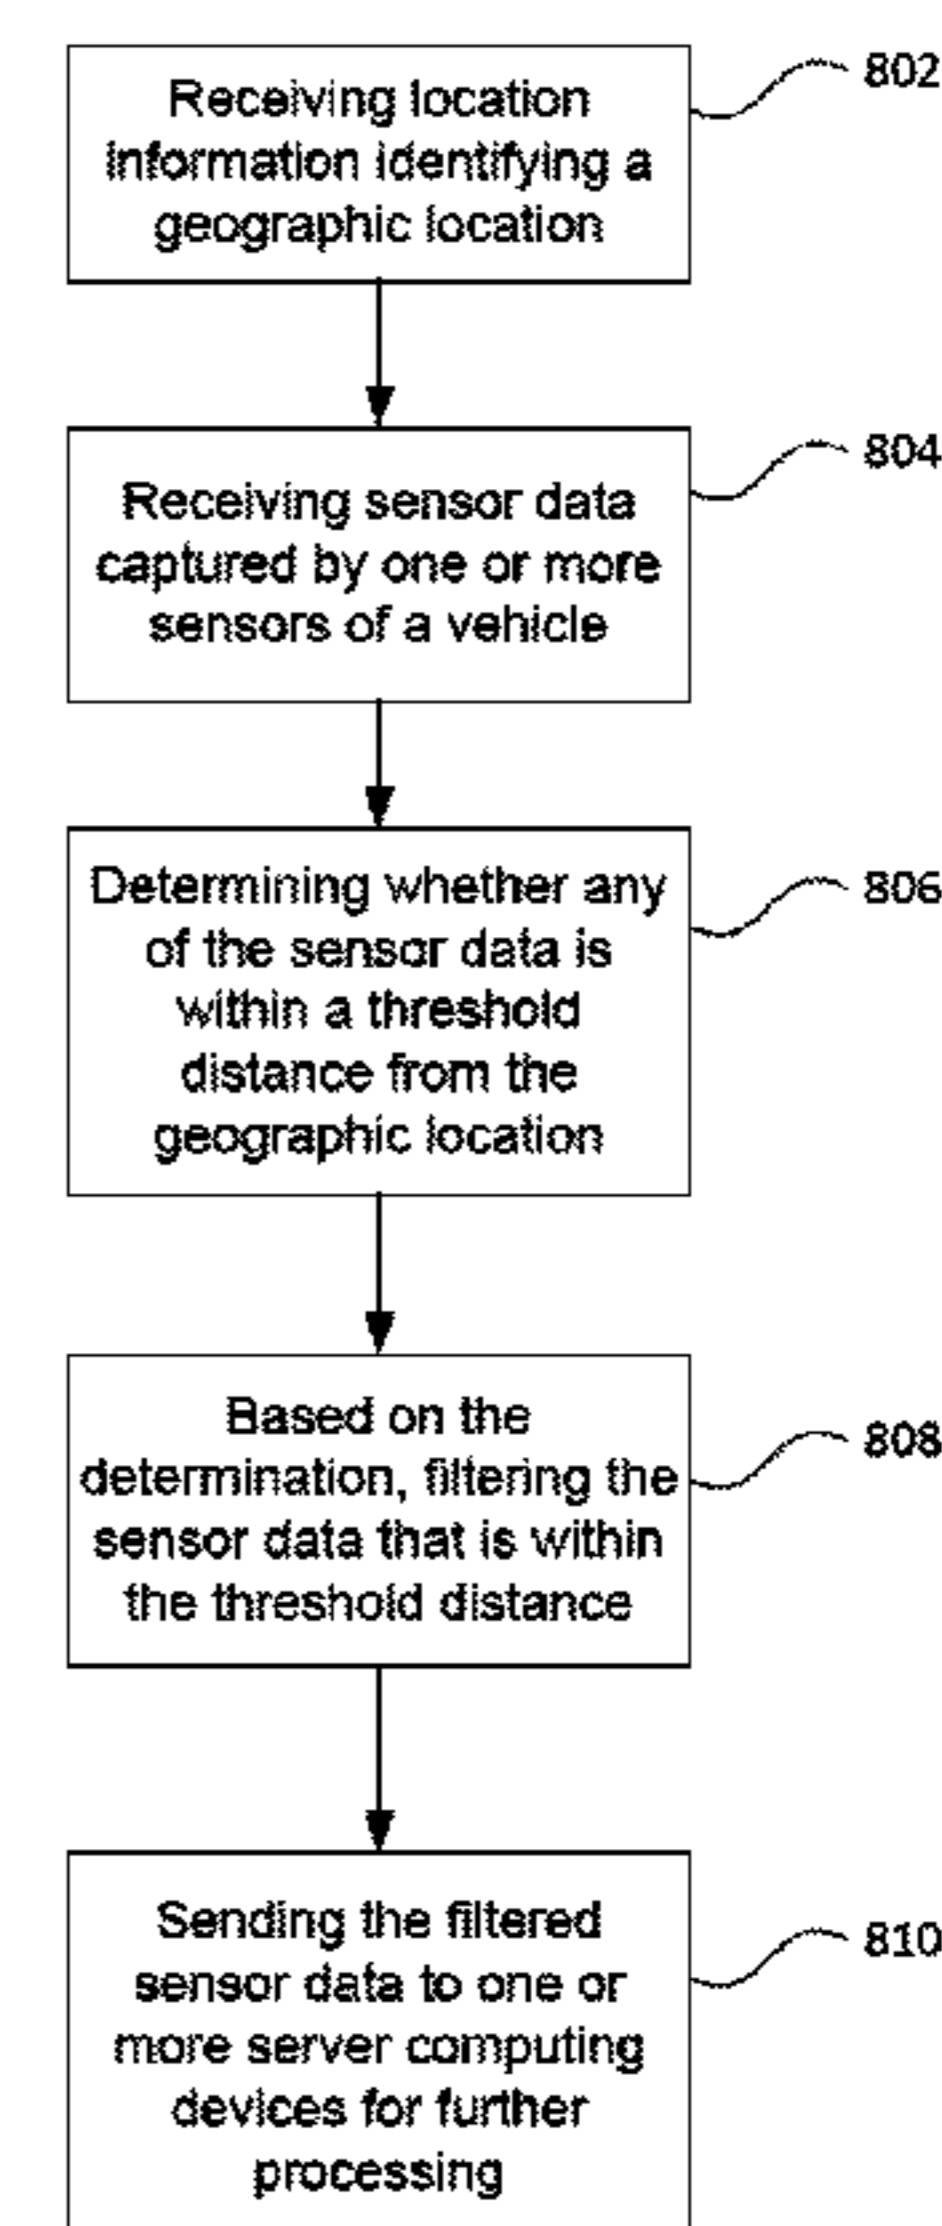 Receiving location
information identifying a
geographic location
802
Receiving sensor data
captured by one or more
sensors of a vehicle
804
Determining whether any
of the sensor data is
within a threshold
distance from the
geographic location
806
Based on the
determination, filtering the
sensor data that is within
the threshold distance
808
Sending the filtered
sensor data to one or
more server computing
devices for further
processing
810